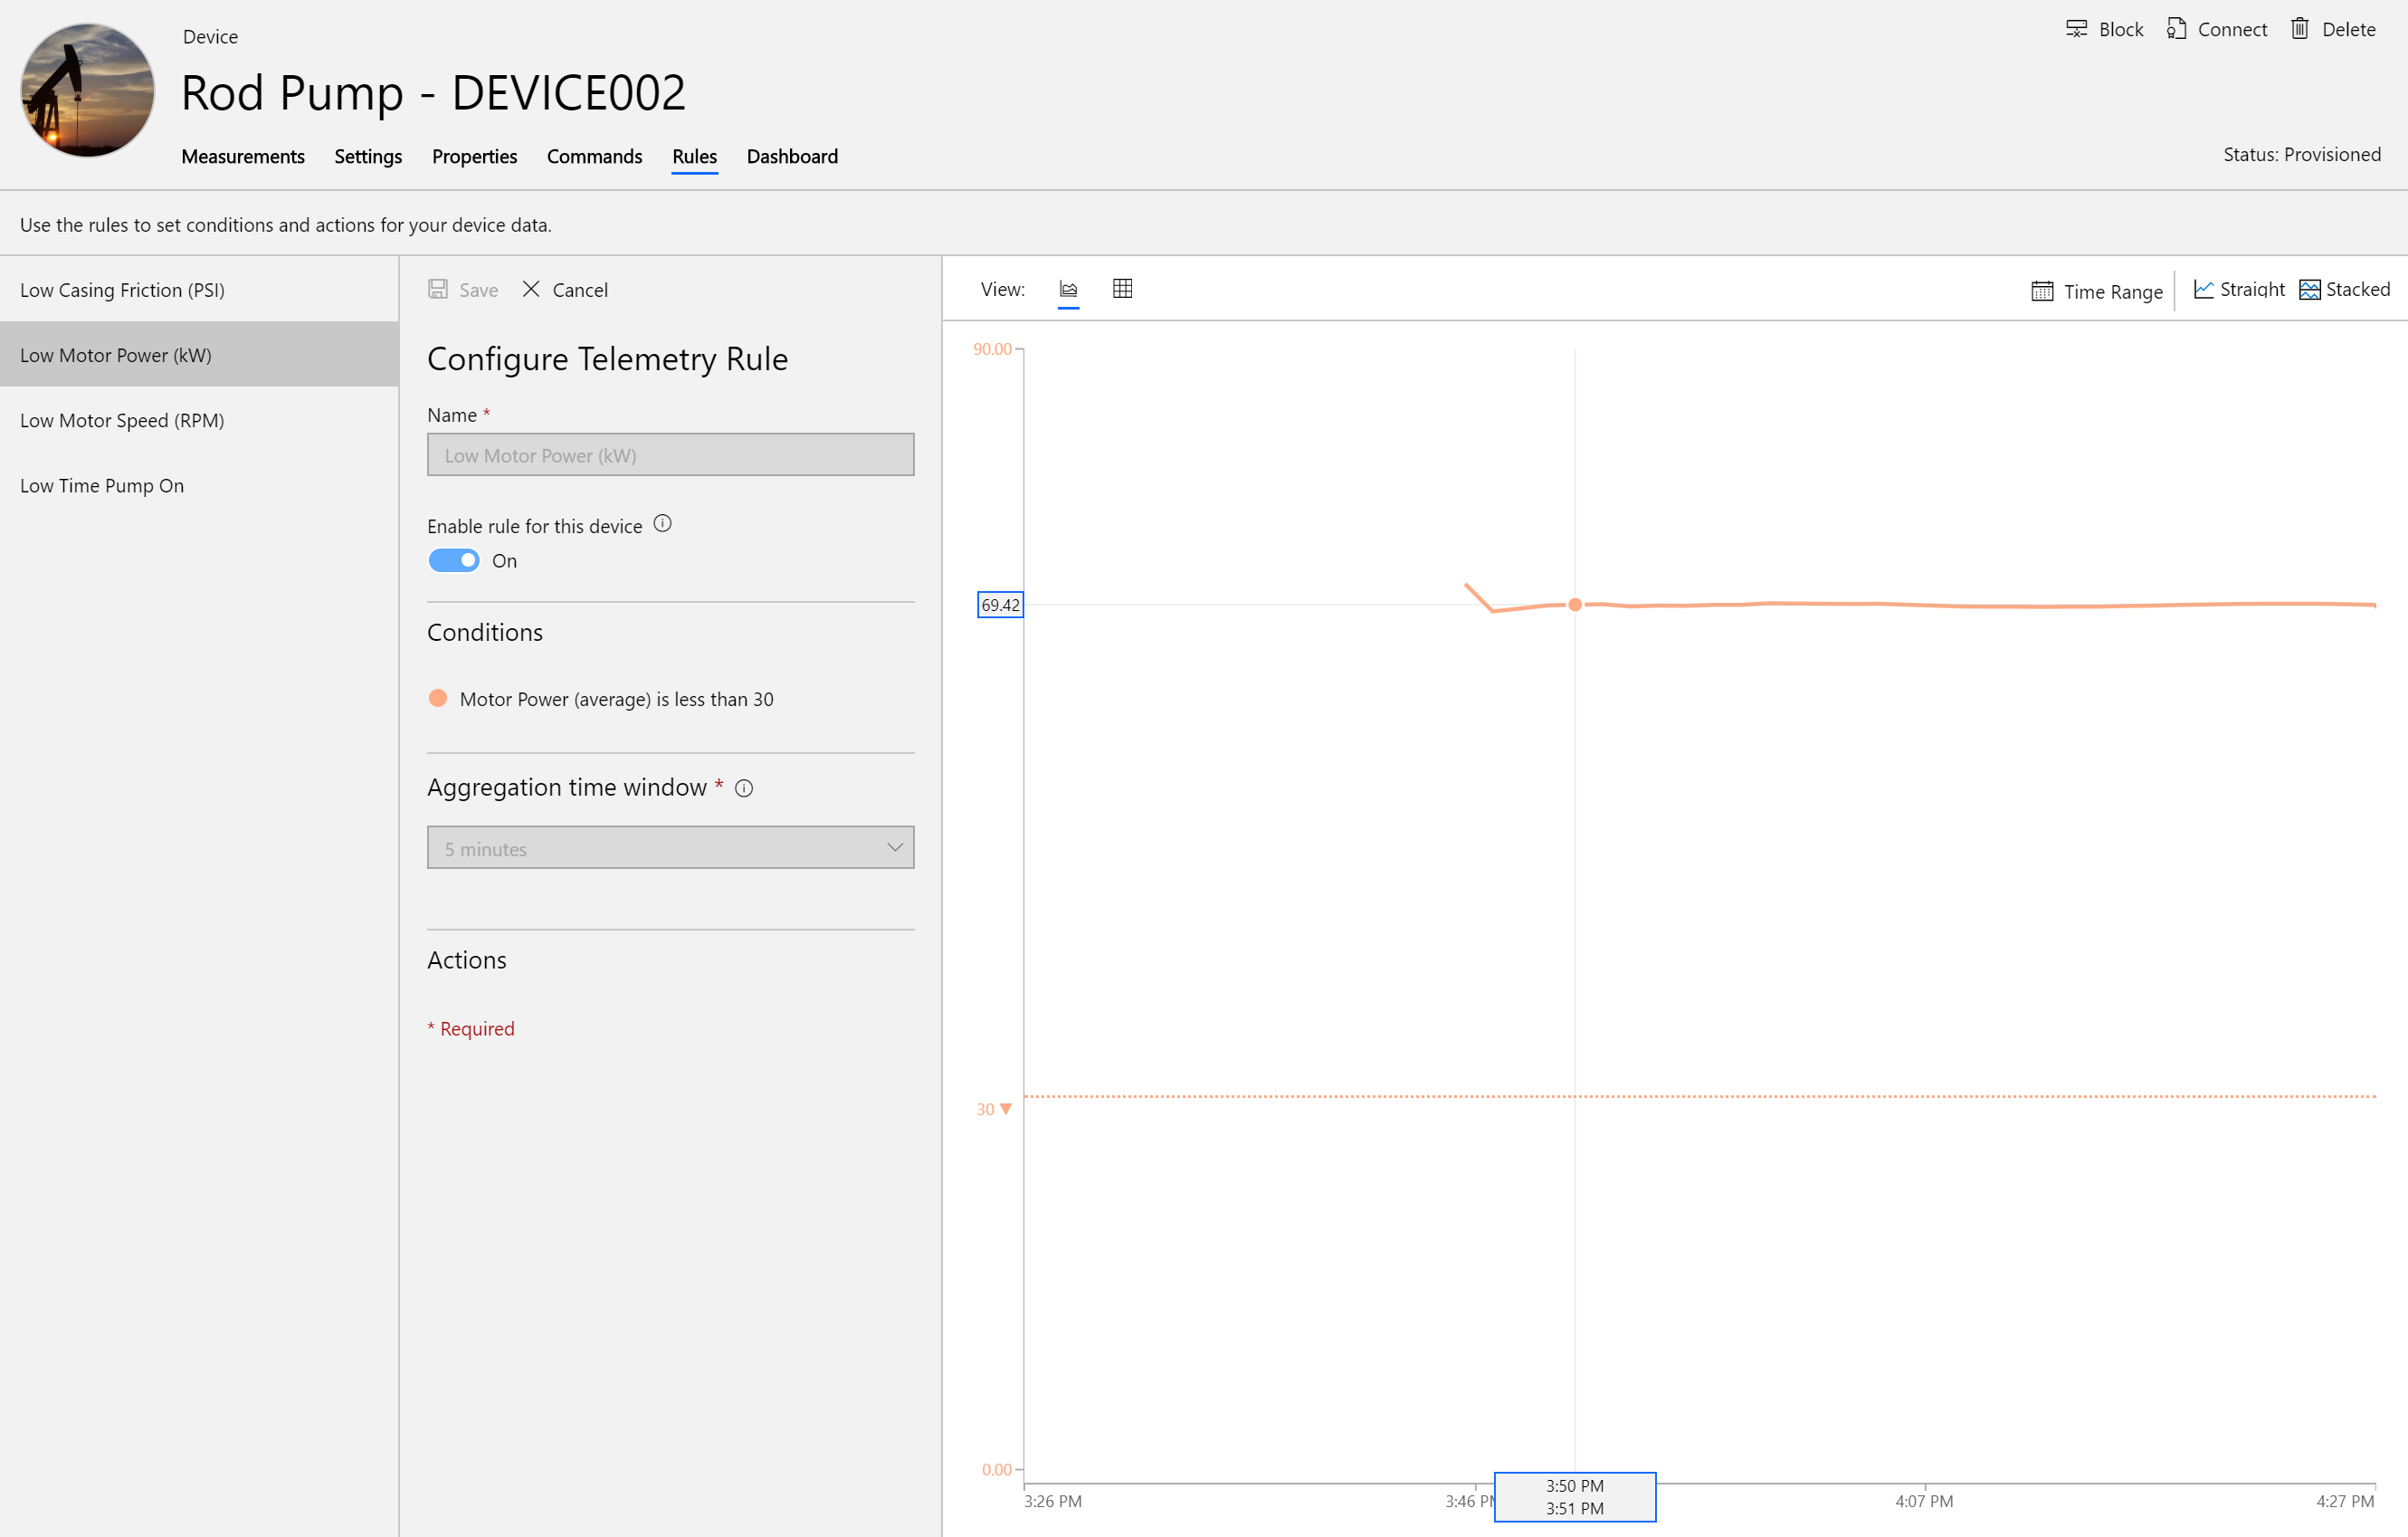 Device
Rod Pump - DEVICE002
Block Connect Delete
Measurements Settings Properties Commands Rules Dashboard
Status: Provisioned
Use the rules to set conditions and actions for your device data.
Low Casing Friction (PSI)
Low Motor Power (kW)
Low Motor Speed (RPM)
Low Time Pump On
Save Cancel
Configure Telemetry Rule
Name *
Low Motor Power (kW)
Enable rule for this device
On
Conditions
Motor Power (average) is less than 30
Aggregation time window *
5 minutes
Actions
* Required
View: Time Range Straight Stacked
90.00
69.42
30
0.00
3:26 PM 3:46 PM 4:07 PM 4:27 PM
3:50 PM
3:51 PM